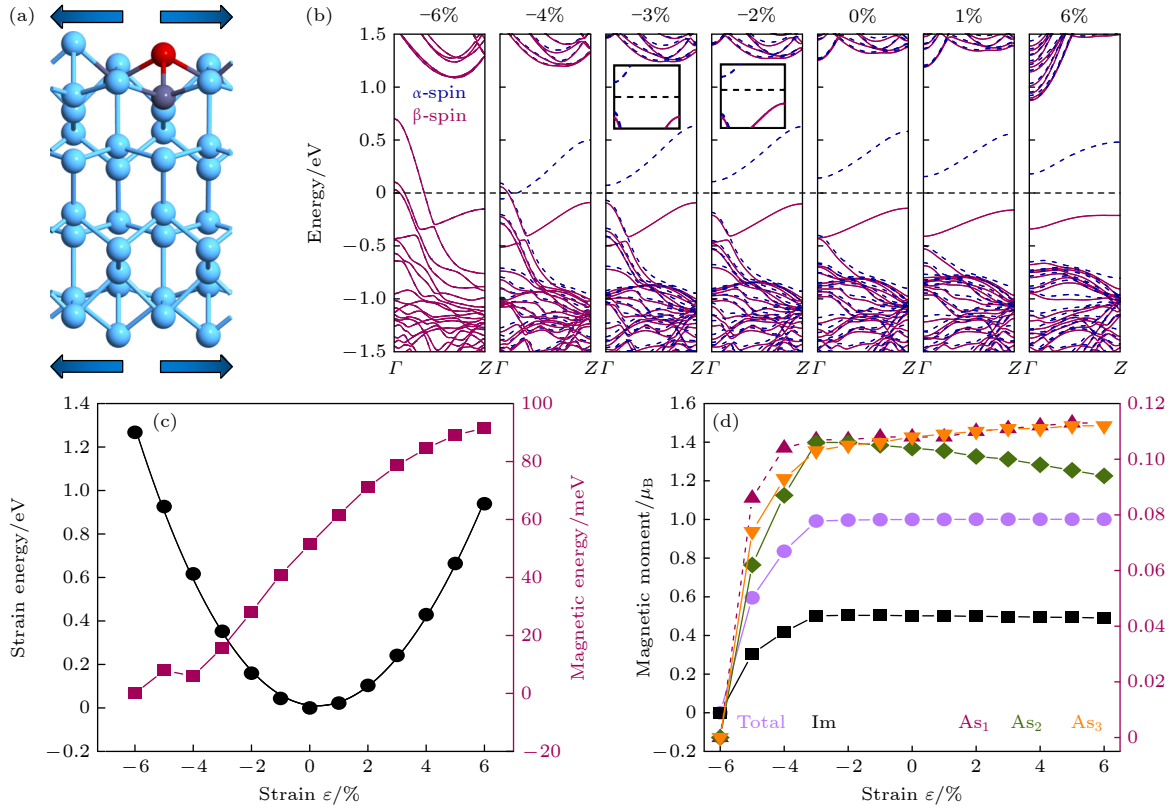 (a)
(b)
−6%
−4%
−3%
−2%
0%
1%
6%
1.5
1.0
0.5
0
−0.5
−1.0
−1.5
Energy/eV
α-spin
β-spin
Γ
Z Γ
Z Γ
Z Γ
Z Γ
Z Γ
Z Γ
Z
(c)
1.4
1.2
1.0
0.8
0.6
0.4
0.2
0
−0.2
Strain energy/eV
100
80
60
40
20
0
−20
Magnetic energy/meV
−6
−4
−2
0
2
4
6
Strain ε/%
(d)
1.6
1.4
1.2
1.0
0.8
0.6
0.4
0.2
0
−0.2
Magnetic moment/μB
0.12
0.10
0.08
0.06
0.04
0.02
0
Total
Im
As1
As2
As3
−6
−4
−2
0
2
4
6
Strain ε/%